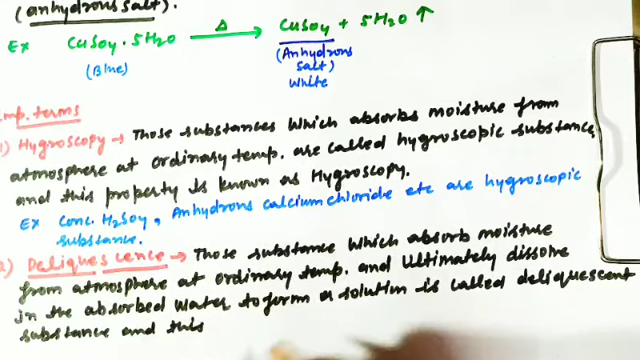 (anhydrous salt).
Ex CuSO4 · 5H2O —Δ→ CuSO4 + 5H2O ↑
(Blue)
(Anhydrous
salt)
White
mp. terms
1) Hygroscopy → Those substances which absorbs moisture from
atmosphere at ordinary temp. are called hygroscopic substance,
and this property is known as Hygroscopy.
Ex Conc. H2SO4, Anhydrous calcium chloride etc are hygroscopic
substance.
2) Deliquescence → Those substance which absorb moisture
from atmosphere at ordinary temp. and Ultimately dissolve
in the absorbed water to form a solution is called deliquescent
substance and this